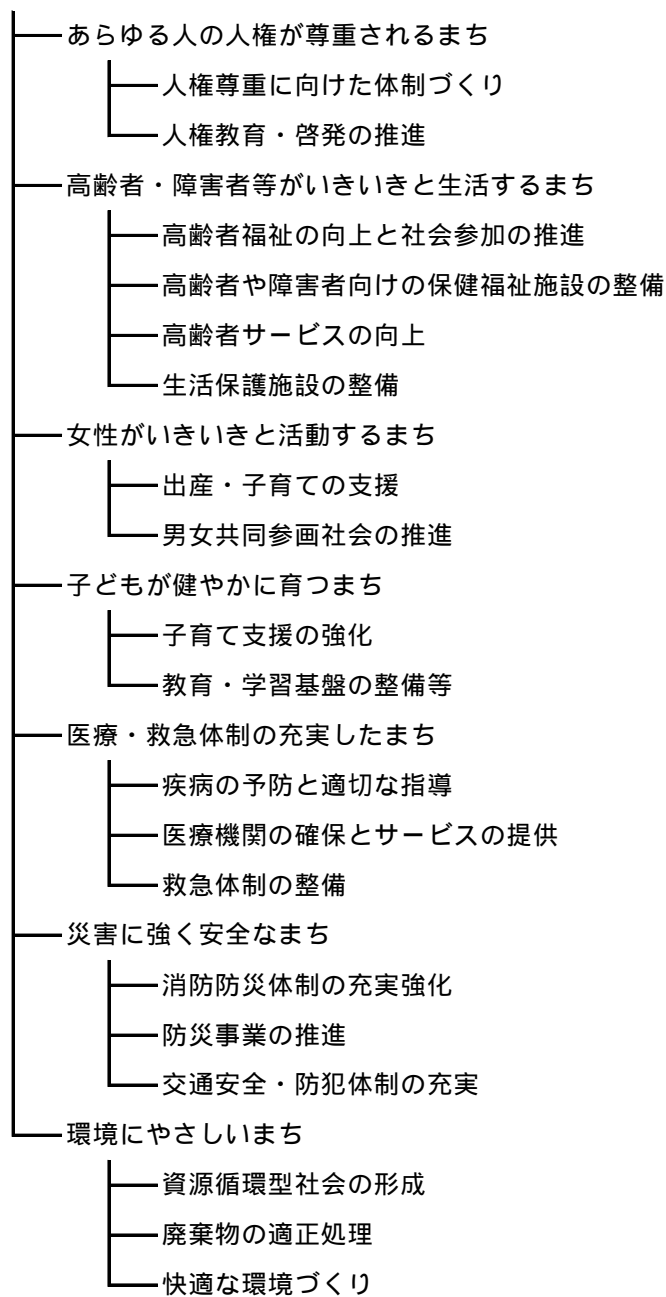 あらゆる人の人権が尊重されるまち
人権尊重に向けた体制づくり
人権教育・啓発の推進
高齢者・障害者等がいきいきと生活するまち
高齢者福祉の向上と社会参加の推進
高齢者や障害者向けの保健福祉施設の整備
高齢者サービスの向上
生活保護施設の整備
女性がいきいきと活動するまち
出産・子育ての支援
男女共同参画社会の推進
子どもが健やかに育つまち
子育て支援の強化
教育・学習基盤の整備等
医療・救急体制の充実したまち
疾病の予防と適切な指導
医療機関の確保とサービスの提供
救急体制の整備
災害に強く安全なまち
消防防災体制の充実強化
防災事業の推進
交通安全・防犯体制の充実
環境にやさしいまち
資源循環型社会の形成
廃棄物の適正処理
快適な環境づくり